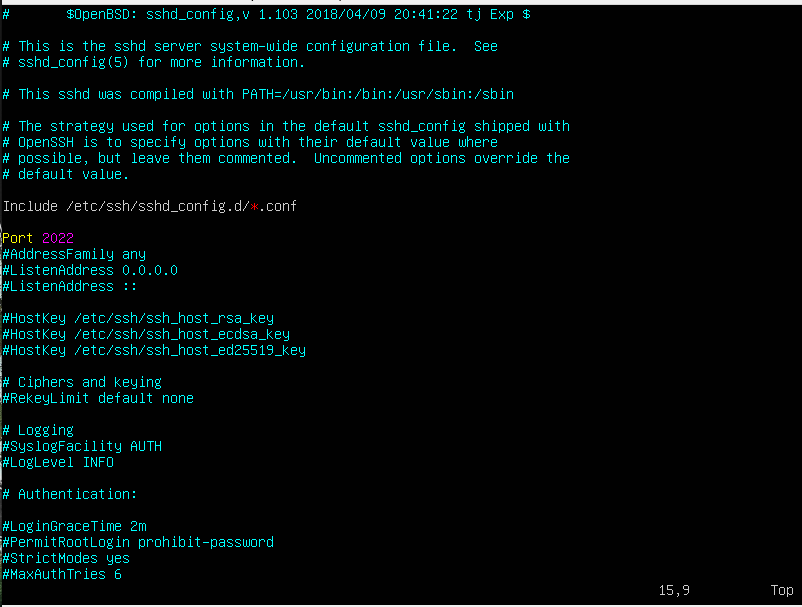 #       $OpenBSD: sshd_config,v 1.103 2018/04/09 20:41:22 tj Exp $
# This is the sshd server system-wide configuration file.  See
# sshd_config(5) for more information.
# This sshd was compiled with PATH=/usr/bin:/bin:/usr/sbin:/sbin
# The strategy used for options in the default sshd_config shipped with
# OpenSSH is to specify options with their default value where
# possible, but leave them commented.  Uncommented options override the
# default value.
Include /etc/ssh/sshd_config.d/*.conf
Port 2022
#AddressFamily any
#ListenAddress 0.0.0.0
#ListenAddress ::
#HostKey /etc/ssh/ssh_host_rsa_key
#HostKey /etc/ssh/ssh_host_ecdsa_key
#HostKey /etc/ssh/ssh_host_ed25519_key
# Ciphers and keying
#RekeyLimit default none
# Logging
#SyslogFacility AUTH
#LogLevel INFO
# Authentication:
#LoginGraceTime 2m
#PermitRootLogin prohibit-password
#StrictModes yes
#MaxAuthTries 6
15,9          Top